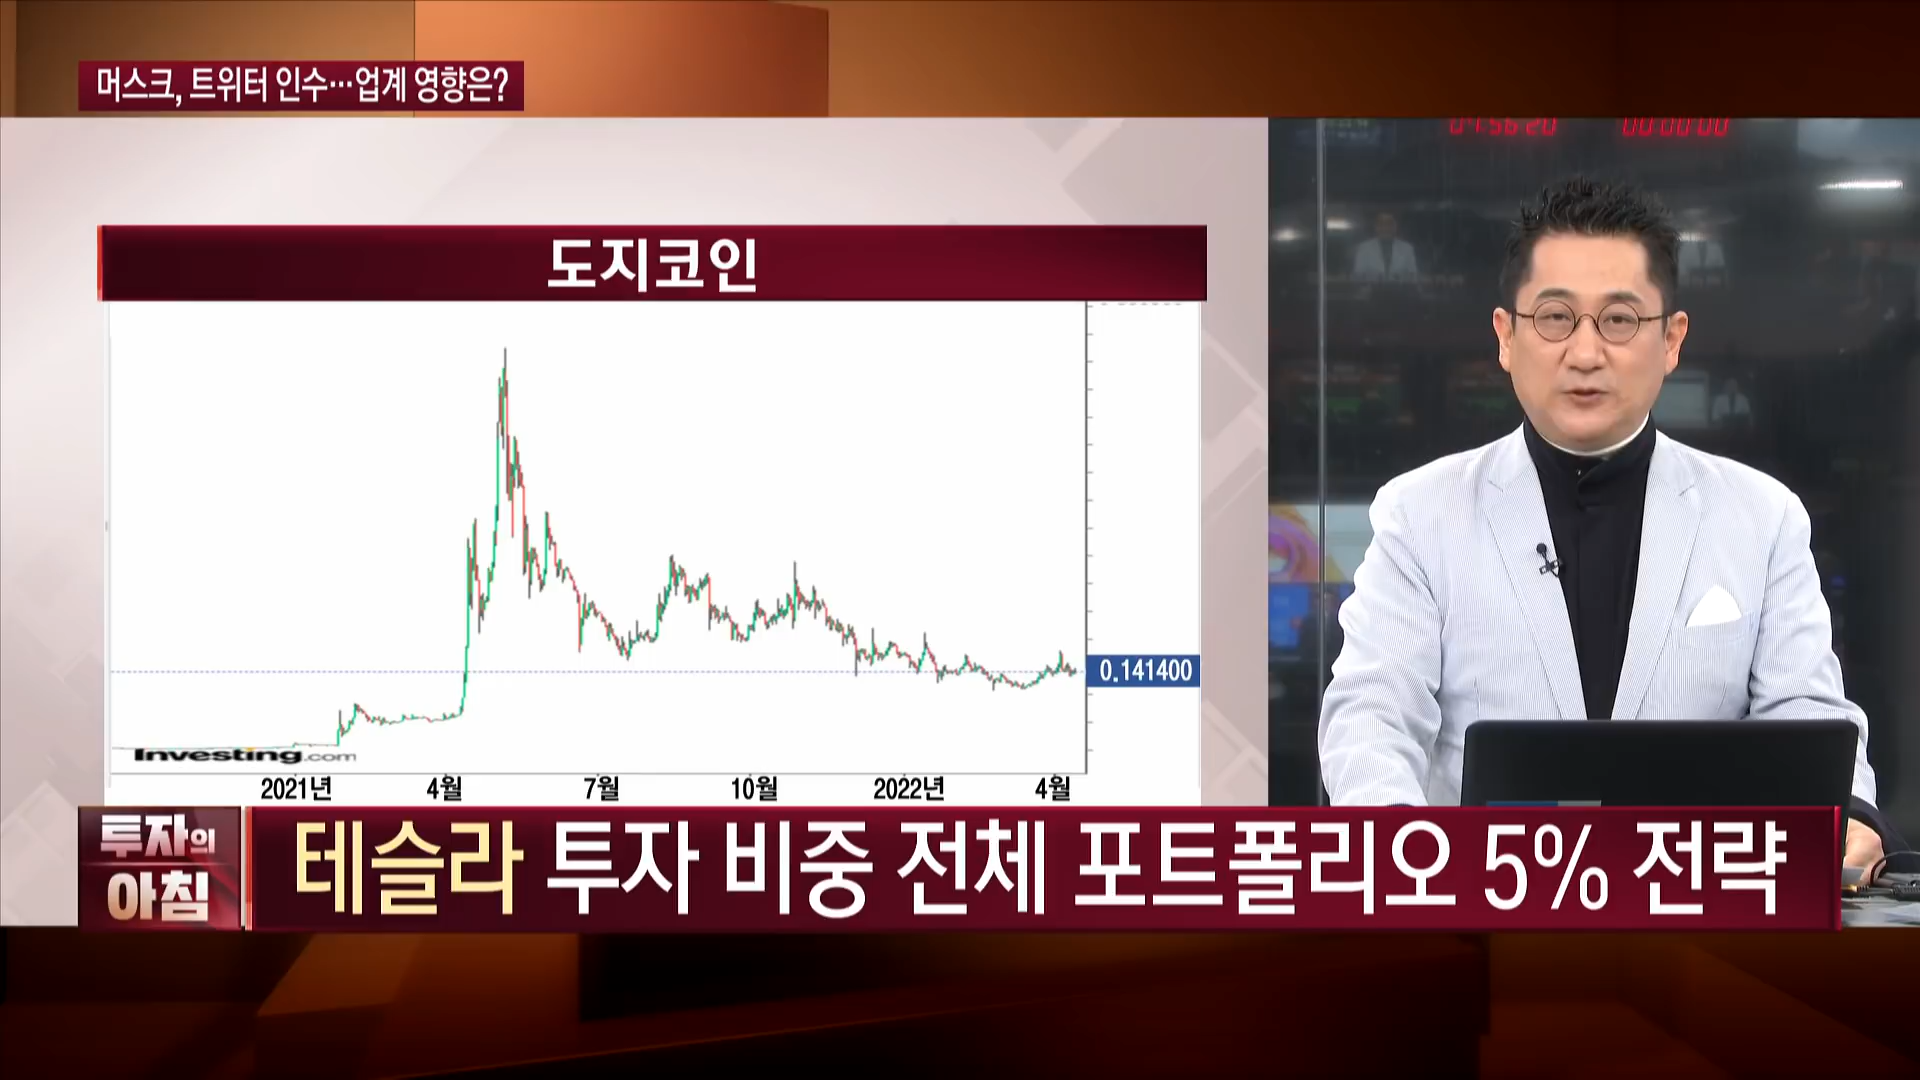 머스크, 트위터 인수…업계 영향은?
도지코인
0.141400
Investing.com
2021년 4월 7월 10월 2022년 4월
투자의
아침
테슬라 투자 비중 전체 포트폴리오 5% 전략